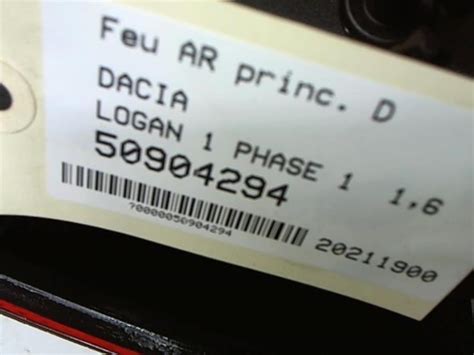 Feu AR princ. D
DACIA
LOGAN 1 PHASE 1 1,6
50904294
70000050904294
20211900